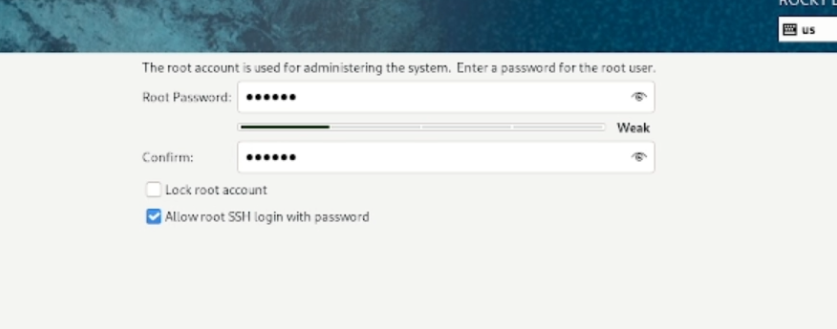 ROCKY
us
The root account is used for administering the system. Enter a password for the root user.
Root Password: ●●●●●●
Weak
Confirm: ●●●●●●
Lock root account
Allow root SSH login with password